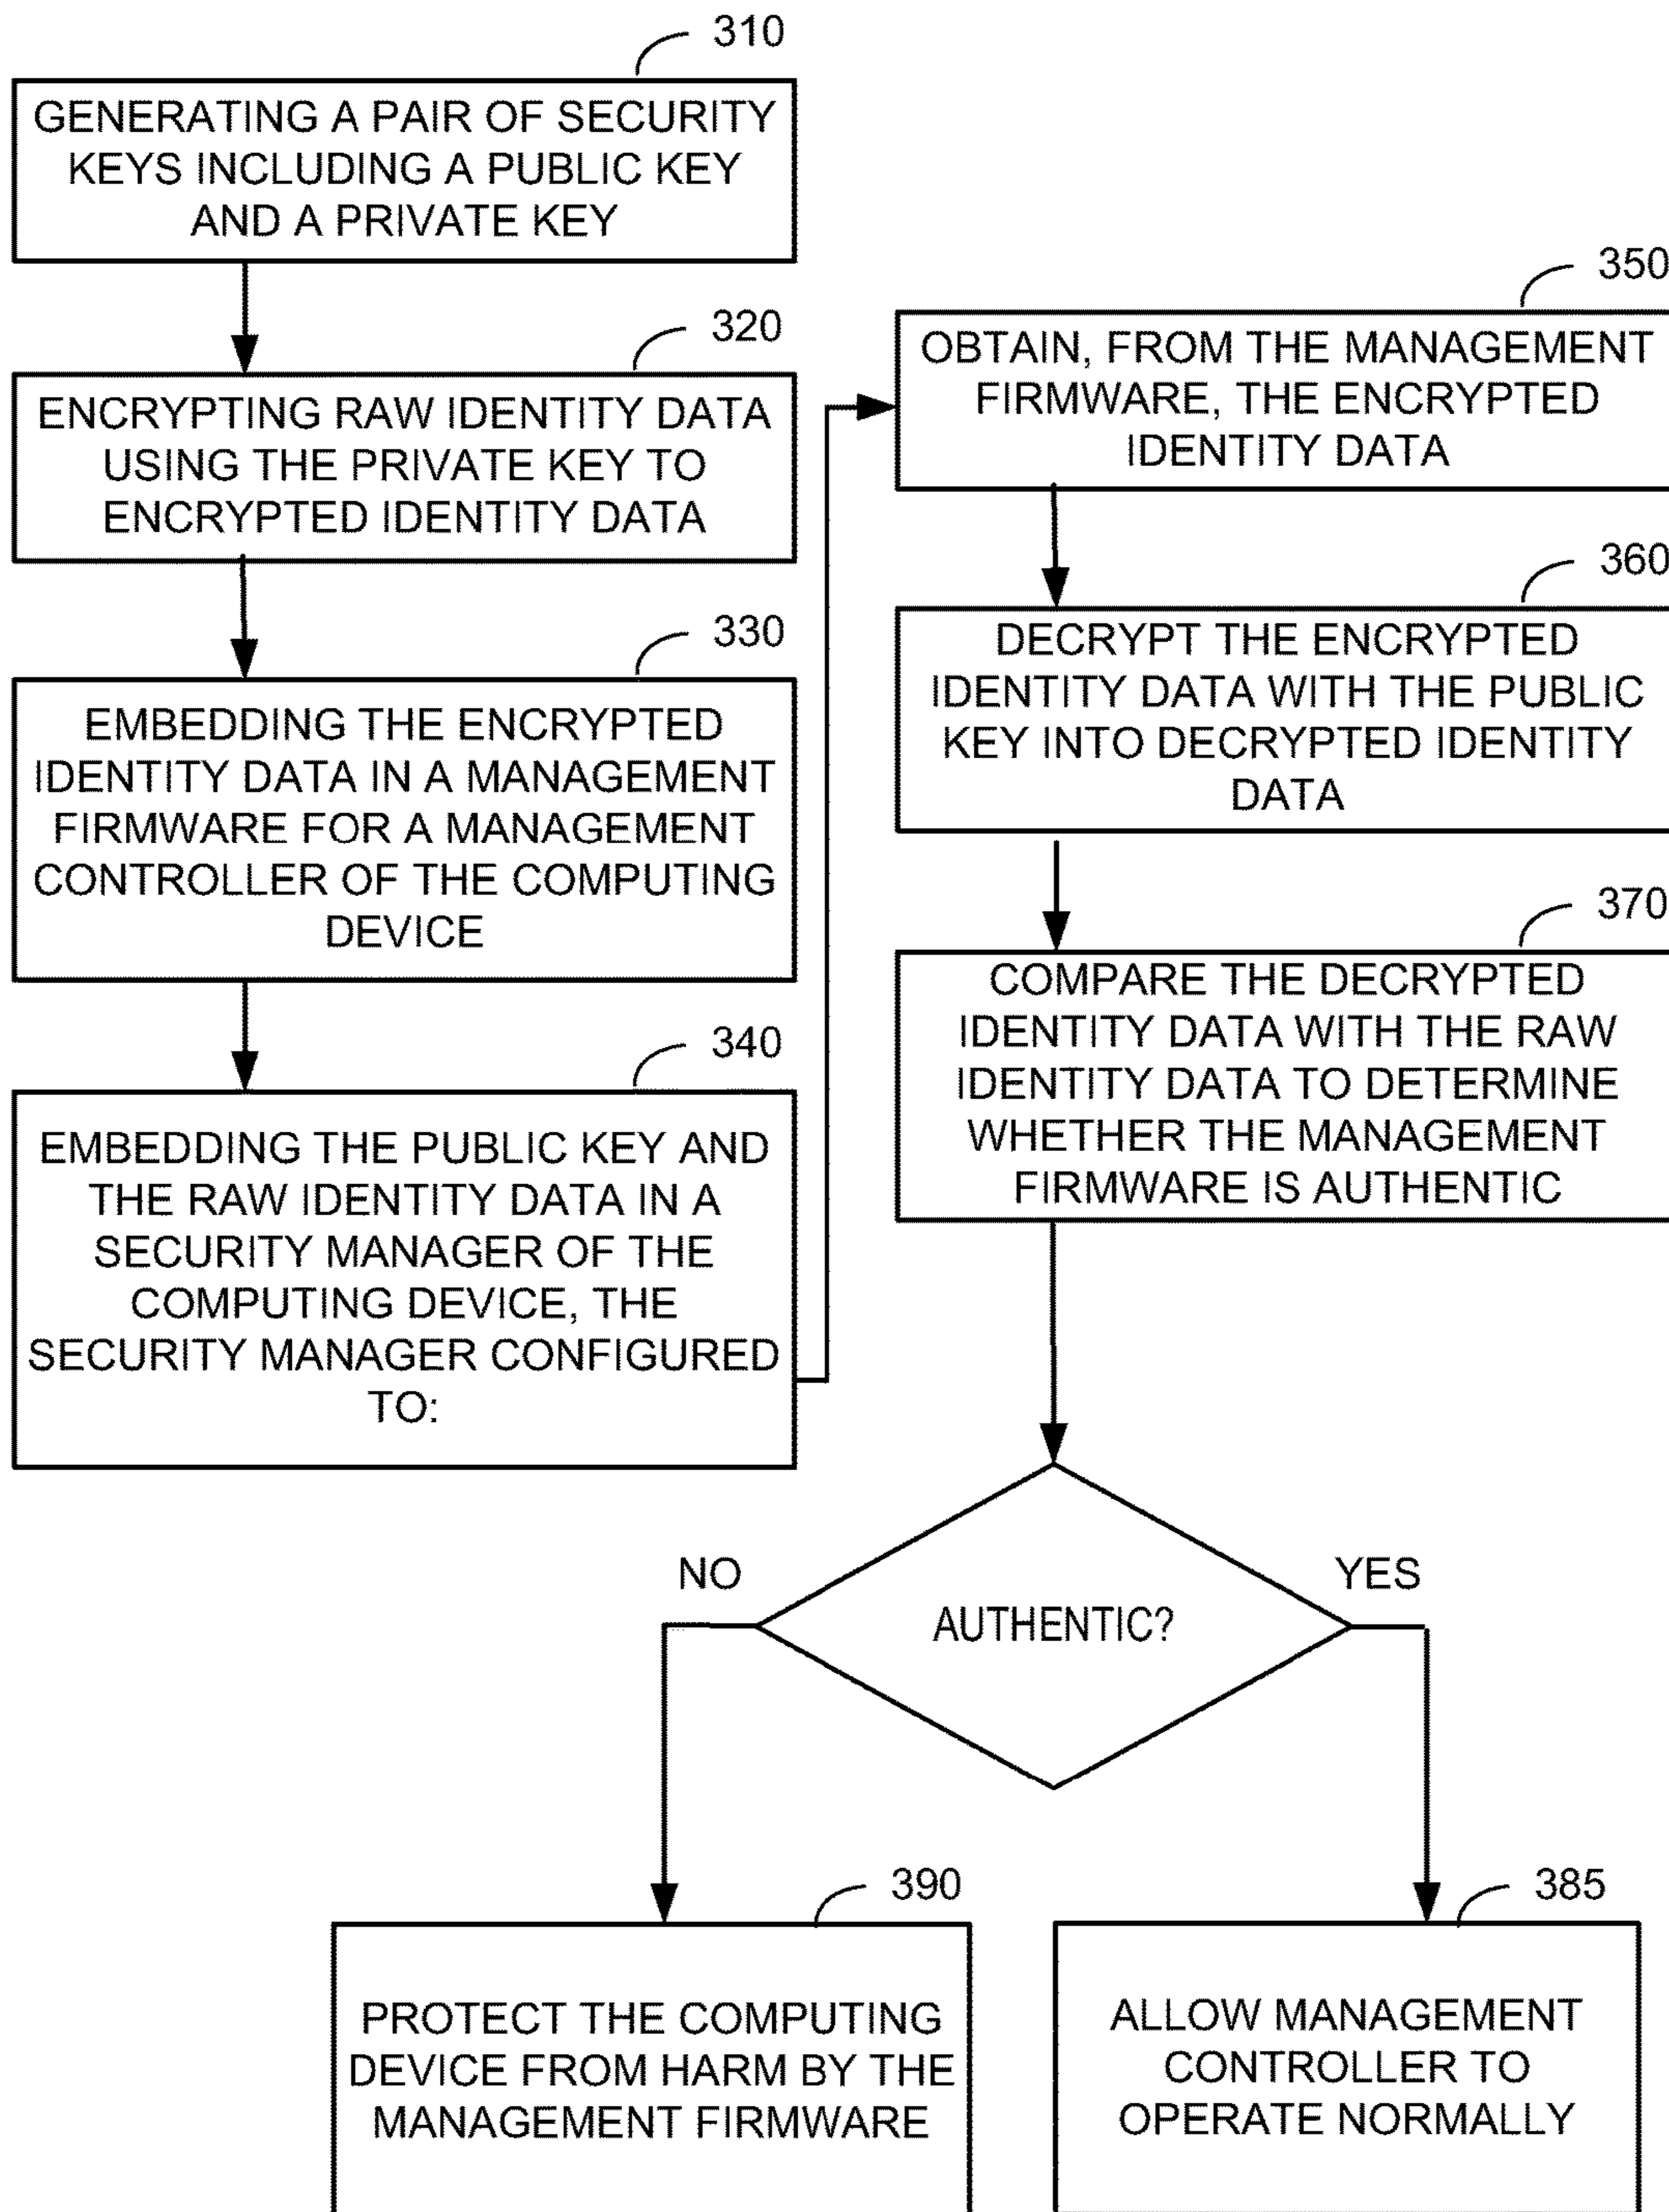 310
GENERATING A PAIR OF SECURITY
KEYS INCLUDING A PUBLIC KEY
AND A PRIVATE KEY
320
ENCRYPTING RAW IDENTITY DATA
USING THE PRIVATE KEY TO
ENCRYPTED IDENTITY DATA
330
EMBEDDING THE ENCRYPTED
IDENTITY DATA IN A MANAGEMENT
FIRMWARE FOR A MANAGEMENT
CONTROLLER OF THE COMPUTING
DEVICE
340
EMBEDDING THE PUBLIC KEY AND
THE RAW IDENTITY DATA IN A
SECURITY MANAGER OF THE
COMPUTING DEVICE, THE
SECURITY MANAGER CONFIGURED
TO:
350
OBTAIN, FROM THE MANAGEMENT
FIRMWARE, THE ENCRYPTED
IDENTITY DATA
360
DECRYPT THE ENCRYPTED
IDENTITY DATA WITH THE PUBLIC
KEY INTO DECRYPTED IDENTITY
DATA
370
COMPARE THE DECRYPTED
IDENTITY DATA WITH THE RAW
IDENTITY DATA TO DETERMINE
WHETHER THE MANAGEMENT
FIRMWARE IS AUTHENTIC
NO
YES
AUTHENTIC?
390
PROTECT THE COMPUTING
DEVICE FROM HARM BY THE
MANAGEMENT FIRMWARE
385
ALLOW MANAGEMENT
CONTROLLER TO
OPERATE NORMALLY